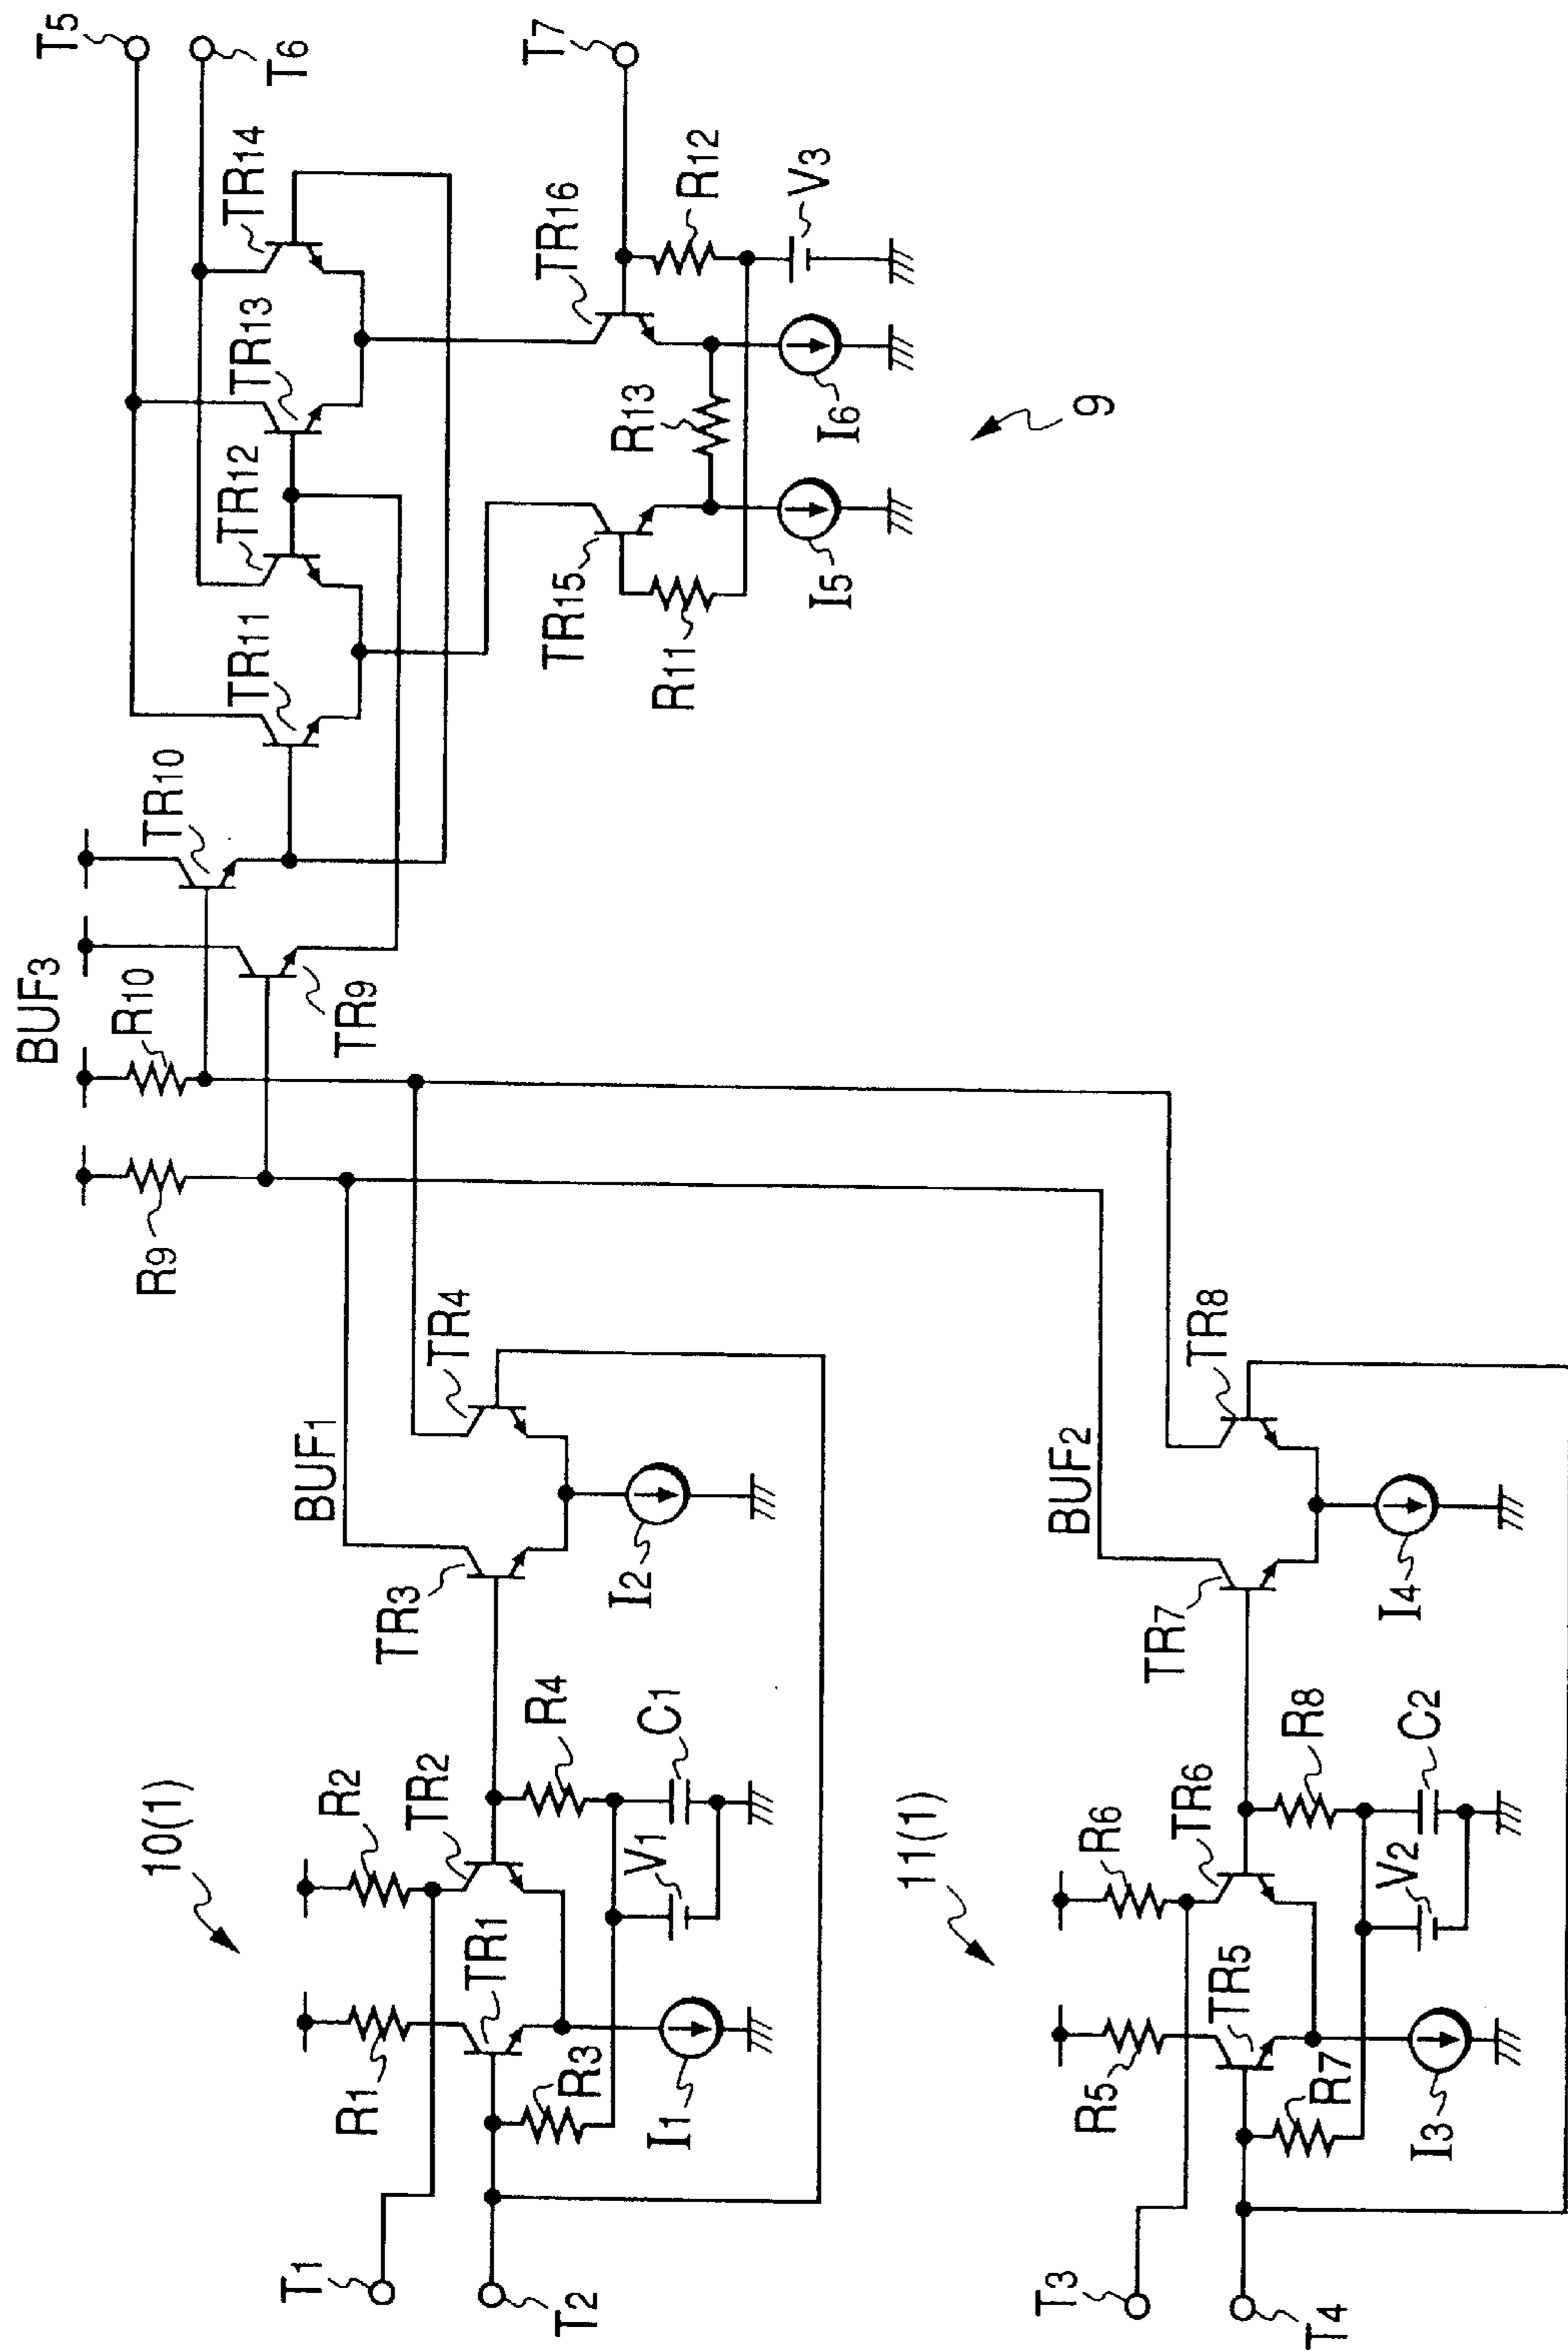 T5
T6
T7
TR14
TR13
TR12
TR11
TR10
TR9
BUF3
R10
R9
TR16
R12
V3
R13
I6
TR15
R11
I5
9
10(1)
T1
T2
R1
R2
TR1
TR2
R3
R4
I1
V1
C1
BUF1
TR3
TR4
I2
11(1)
T3
T4
R5
R6
TR5
TR6
R7
R8
I3
V2
C2
BUF2
TR7
TR8
I4